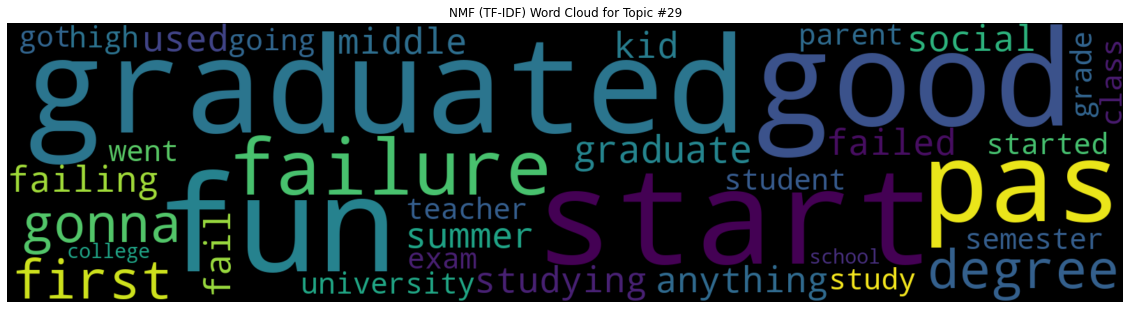 NMF (TF-IDF) Word Cloud for Topic #29
got high used going middle kid parent social grade class
graduated good
went failure graduate failed started
failing fun start student pas
gonna teacher summer semester
college fail exam school
first university studying anything study degree